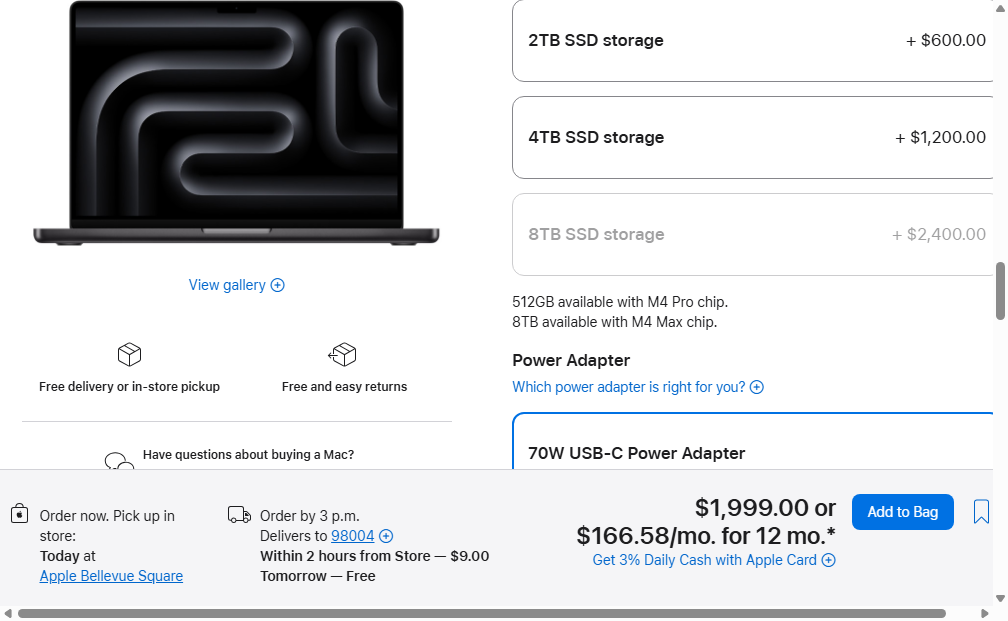 2TB SSD storage + $600.00
4TB SSD storage + $1,200.00
8TB SSD storage + $2,400.00
View gallery
512GB available with M4 Pro chip.
8TB available with M4 Max chip.
Free delivery or in-store pickup
Free and easy returns
Power Adapter
Which power adapter is right for you?
Have questions about buying a Mac?
70W USB-C Power Adapter
Order now. Pick up in
store:
Today at
Apple Bellevue Square
Order by 3 p.m.
Delivers to 98004
Within 2 hours from Store — $9.00
Tomorrow — Free
$1,999.00 or
$166.58/mo. for 12 mo.*
Get 3% Daily Cash with Apple Card
Add to Bag